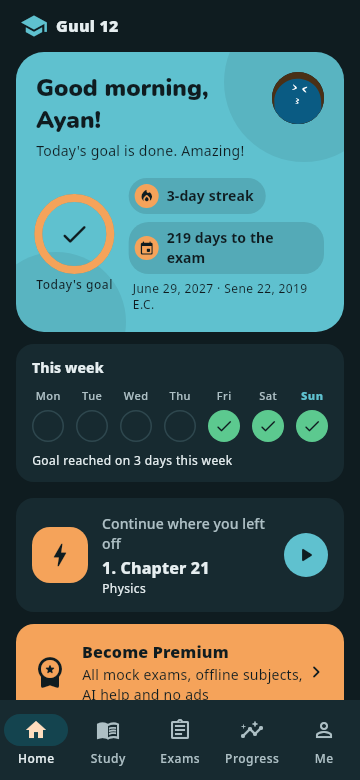 Guul 12
Good morning,
Ayan!
Today's goal is done. Amazing!
3-day streak
219 days to the
exam
Today's goal
June 29, 2027 · Sene 22, 2019
E.C.
This week
Mon Tue Wed Thu Fri Sat Sun
Goal reached on 3 days this week
Continue where you left
off
1. Chapter 21
Physics
Become Premium
All mock exams, offline subjects,
AI help and no ads
Home Study Exams Progress Me